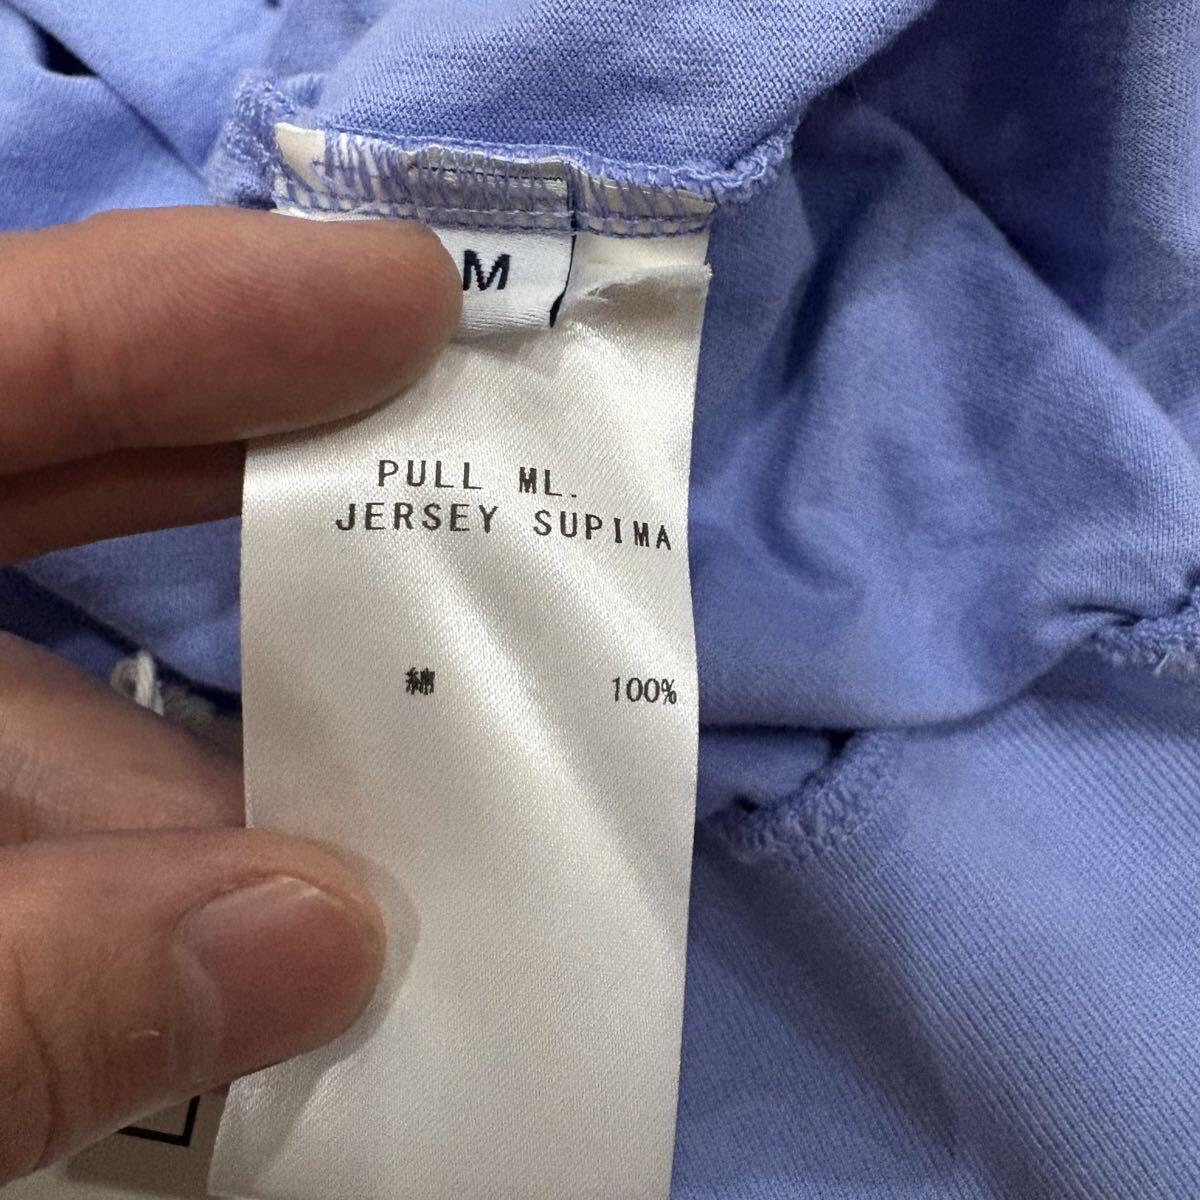 M
PULL ML.
JERSEY SUPIMA
綿 100%